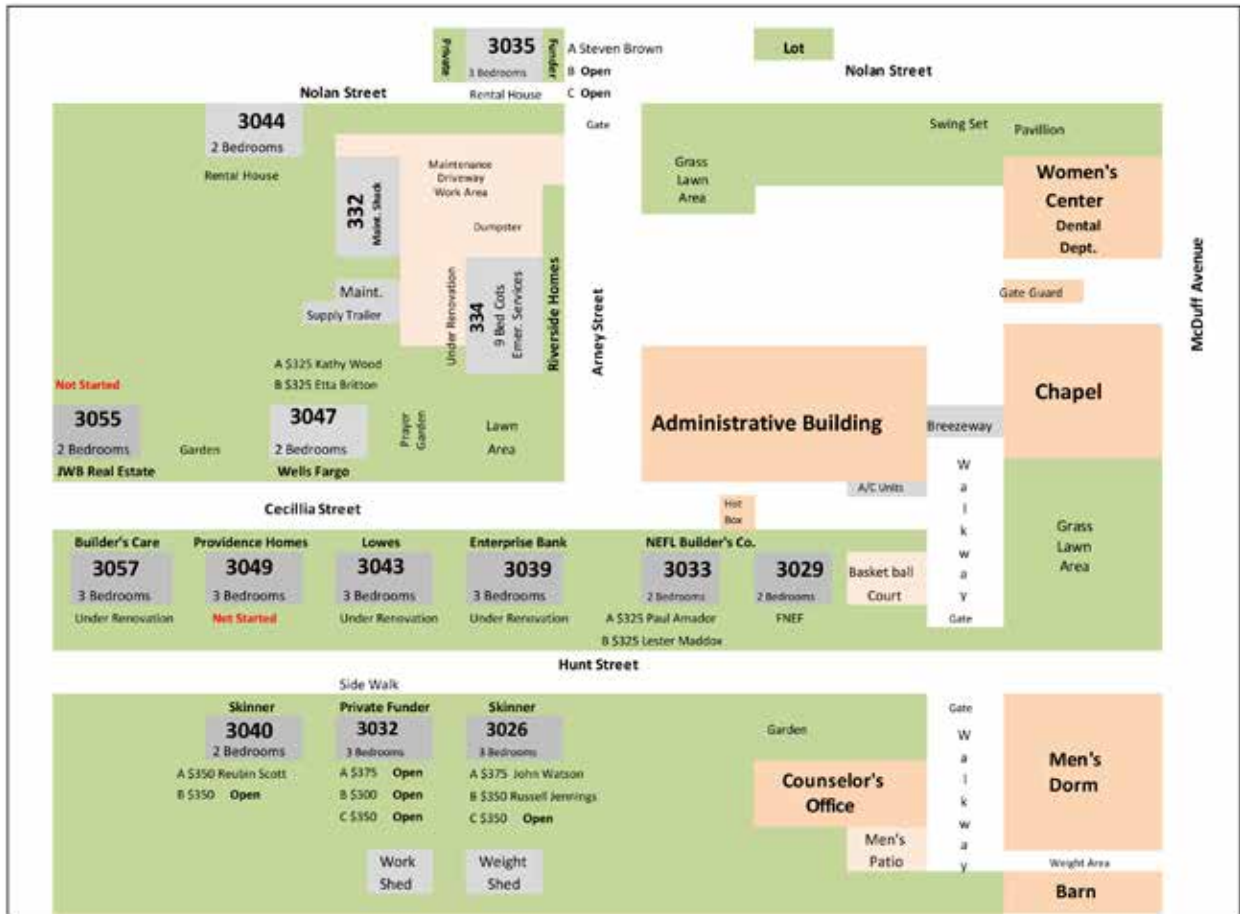 Private
3035
Funder
3 Bedrooms
Rental House
A Steven Brown
B Open
C Open
Lot
Nolan Street
Nolan Street
Gate
3044
2 Bedrooms
Rental House
332
Maint. Shack
Maintenance
Driveway
Work Area
Dumpster
Maint.
Supply Trailer
Under Renovation
334
9 Bed Cots
Emer. Services
Riverside Homes
Arney Street
Grass
Lawn
Area
Swing Set
Pavillion
Women's
Center
Dental
Dept.
Gate Guard
McDuff Avenue
Chapel
Administrative Building
Breezeway
A/C Units
Walkway
Gate
Grass
Lawn
Area
Not Started
3055
2 Bedrooms
JWB Real Estate
Garden
A $325 Kathy Wood
B $325 Etta Britton
3047
2 Bedrooms
Wells Fargo
Prayer
Garden
Lawn
Area
Cecillia Street
Hot
Box
Builder's Care
3057
3 Bedrooms
Under Renovation
Providence Homes
3049
3 Bedrooms
Not Started
Lowes
3043
3 Bedrooms
Under Renovation
Enterprise Bank
3039
3 Bedrooms
Under Renovation
NEFL Builder's Co.
3033
2 Bedrooms
A $325 Paul Amador
B $325 Lester Maddox
3029
2 Bedrooms
FNEF
Basket ball
Court
Hunt Street
Side Walk
Skinner
3040
2 Bedrooms
A $350 Reubin Scott
B $350 Open
Private Funder
3032
3 Bedrooms
A $375 Open
B $300 Open
C $350 Open
Skinner
3026
3 Bedrooms
A $375 John Watson
B $350 Russell Jennings
C $350 Open
Work
Shed
Weight
Shed
Garden
Counselor's
Office
Men's
Patio
Gate
Walkway
Men's
Dorm
Weight Area
Barn